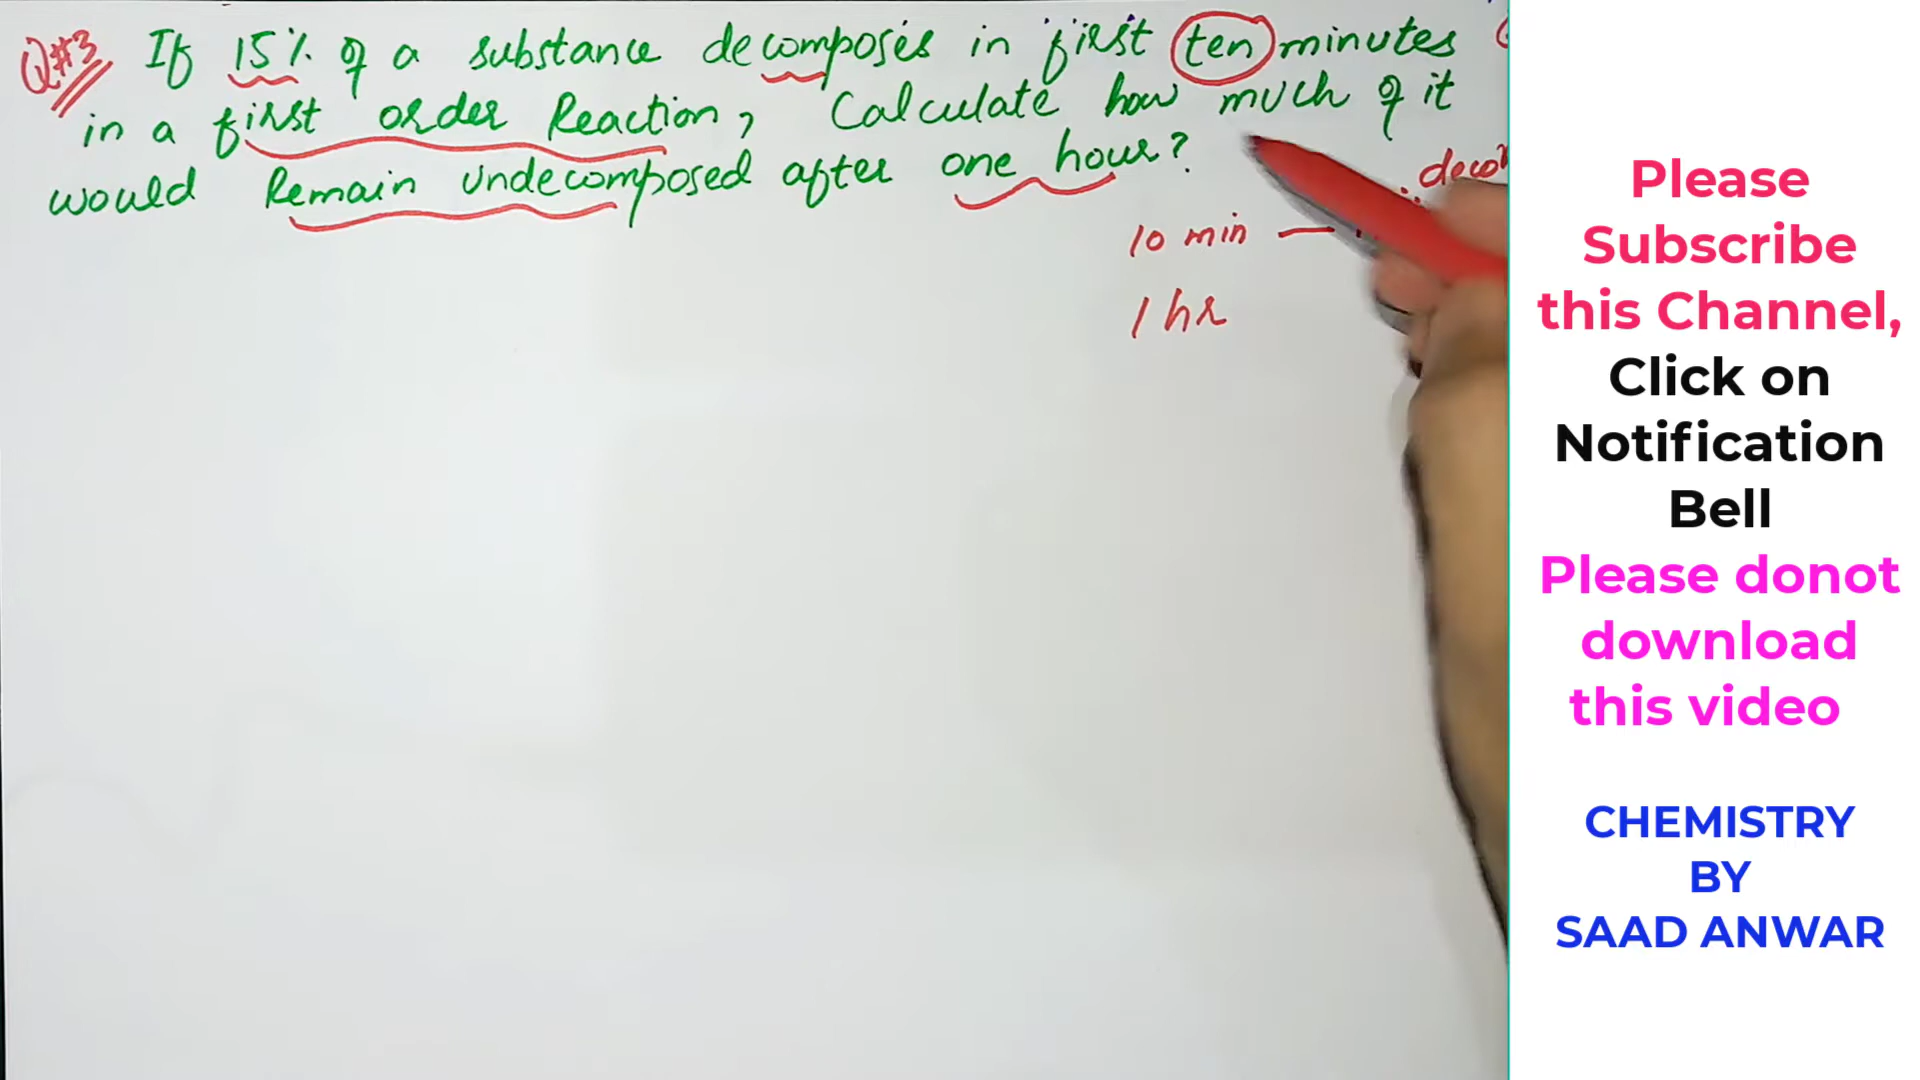 Q#3 If 15% of a substance decomposes in first ten minutes
in a first order Reaction, Calculate how much of it
would Remain undecomposed after one hour?
10 min —
1 hr
Please
Subscribe
this Channel,
Click on
Notification
Bell
Please donot
download
this video
CHEMISTRY
BY
SAAD ANWAR